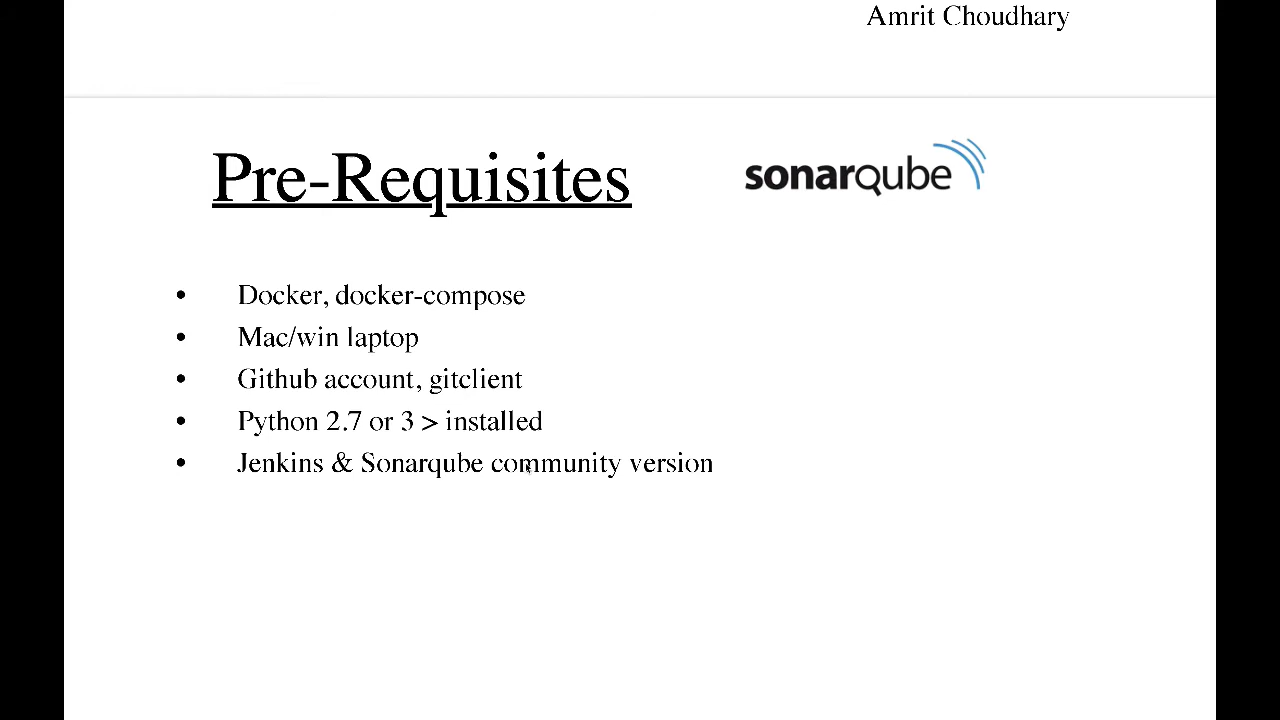 Amrit Choudhary
Pre-Requisites
sonarqube
• Docker, docker-compose
• Mac/win laptop
• Github account, gitclient
• Python 2.7 or 3 > installed
• Jenkins & Sonarqube community version